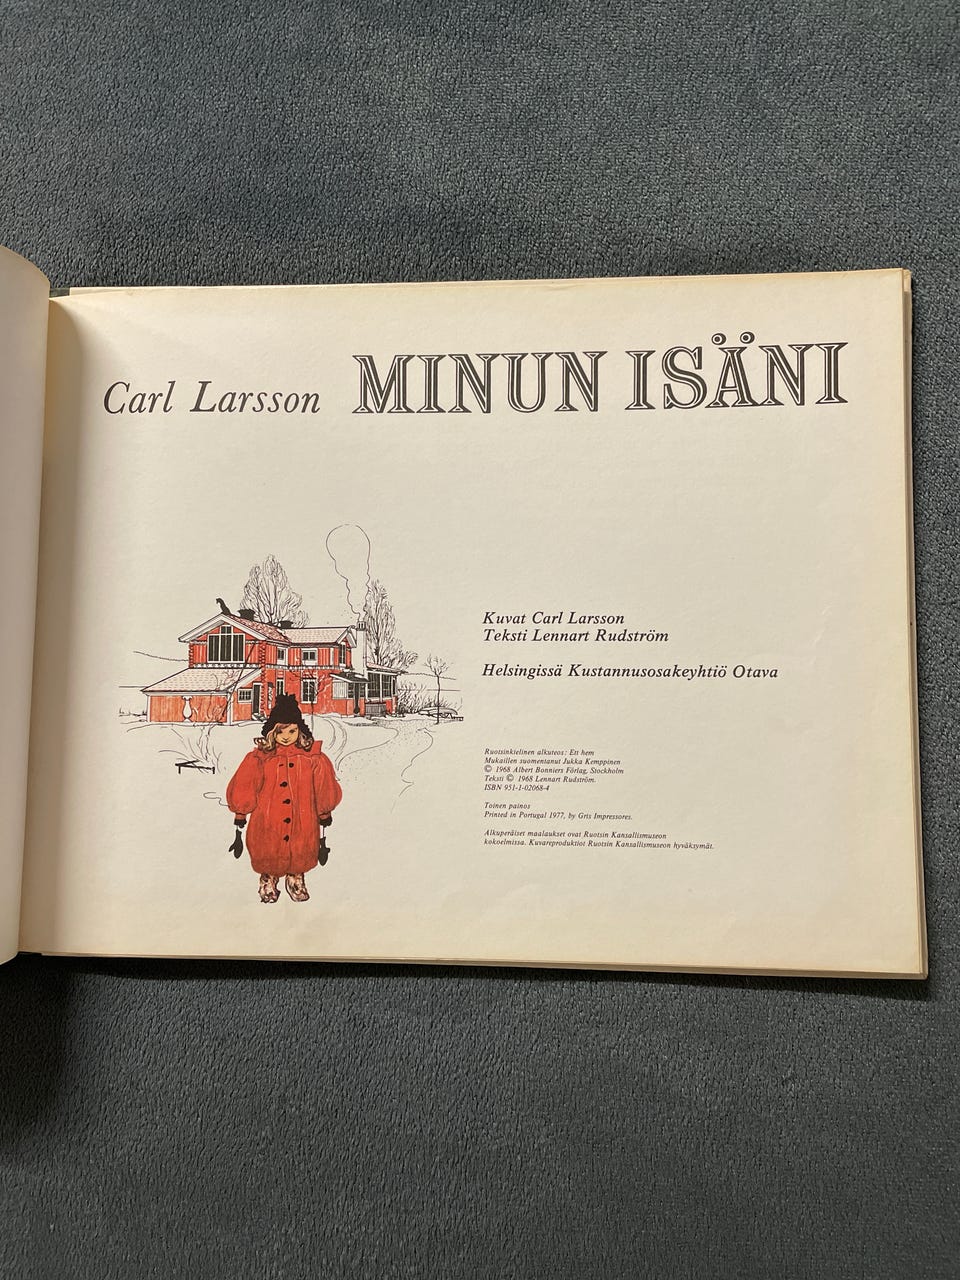 Carl Larsson MINUN ISÄNI
Kuvat Carl Larsson
Teksti Lennart Rudström
Helsingissä Kustannusosakeyhtiö Otava
Ruotsinkielinen alkuteos: Ett hem
Mukaillen suomentanut Jukka Kemppinen
© 1968 Albert Bonniers Förlag, Stockholm
Teksti © 1968 Lennart Rudström.
ISBN 951-1-02068-4
Toinen painos
Printed in Portugal 1977, by Gris Impressores.
Alkuperäiset maalaukset ovat Ruotsin Kansallismuseon
kokoelmissa. Kuvareproduktiot Ruotsin Kansallismuseon hyväksymät.